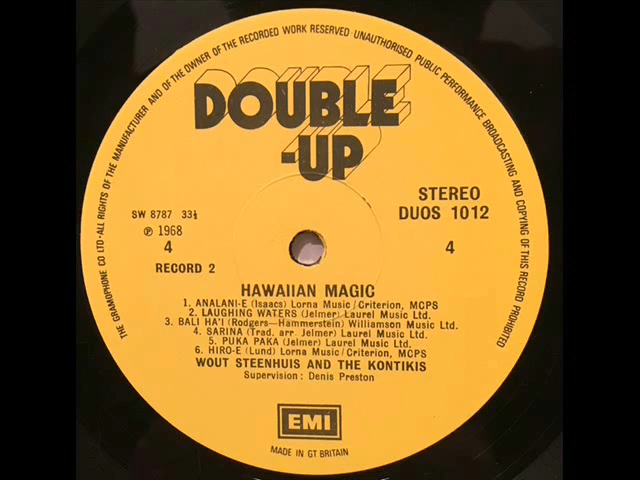 THE GRAMOPHONE CO LTD · ALL RIGHTS OF THE MANUFACTURER AND OF THE OWNER OF THE RECORDED WORK RESERVED · UNAUTHORISED PUBLIC PERFORMANCE BROADCASTING AND COPYING OF THIS RECORD PROHIBITED
DOUBLE
-UP
STEREO
DUOS 1012
SW 8787 33⅓
℗ 1968
4
4
RECORD 2
HAWAIIAN MAGIC
1. ANALANI-E (Isaacs) Lorna Music/Criterion, MCPS
2. LAUGHING WATERS (Jelmer) Laurel Music Ltd.
3. BALI HA'I (Rodgers-Hammerstein) Williamson Music Ltd.
4. SARINA (Trad. arr. Jelmer) Laurel Music Ltd.
5. PUKA PAKA (Jelmer) Laurel Music Ltd.
6. HIRO-E (Lund) Lorna Music/Criterion, MCPS
WOUT STEENHUIS AND THE KONTIKIS
Supervision: Denis Preston
EMI
MADE IN GT BRITAIN